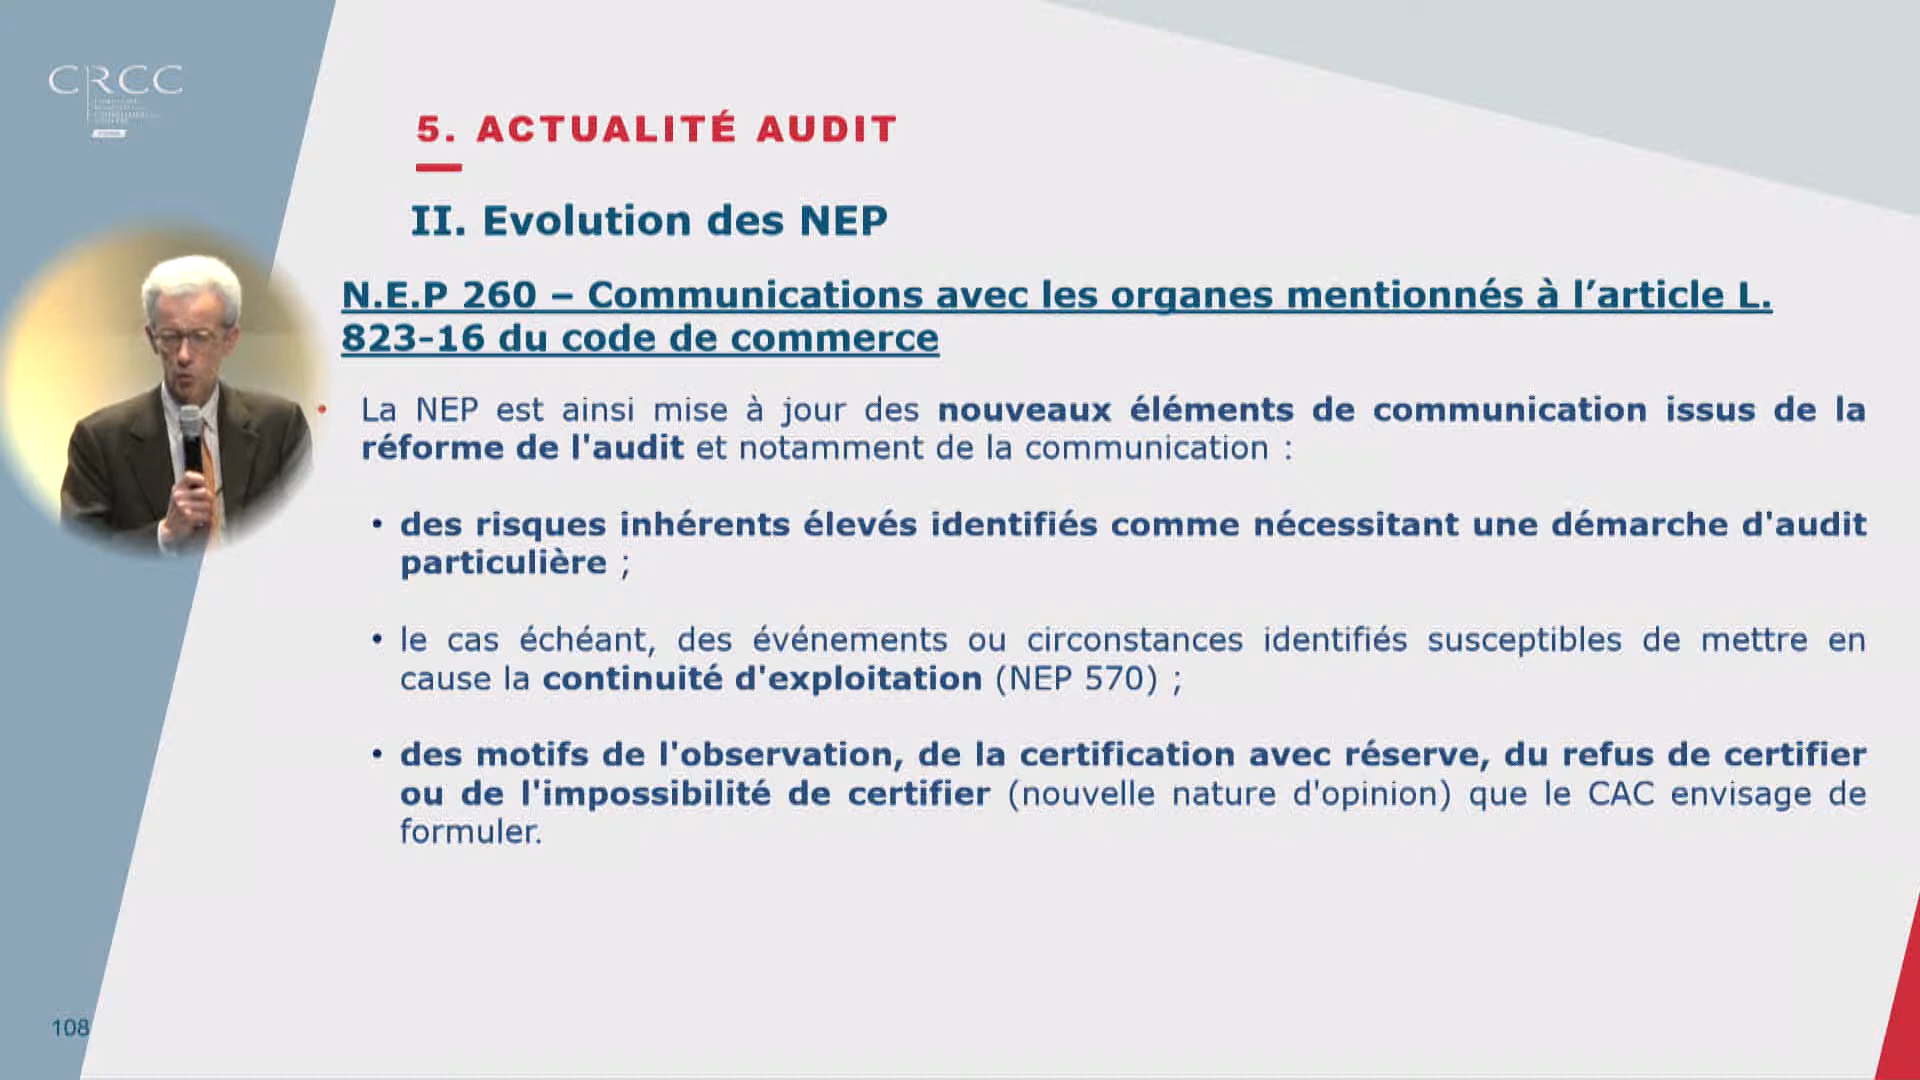 CRCC
5. ACTUALITÉ AUDIT
II. Evolution des NEP
N.E.P 260 – Communications avec les organes mentionnés à l’article L.
823-16 du code de commerce
• La NEP est ainsi mise à jour des nouveaux éléments de communication issus de la
réforme de l'audit et notamment de la communication :
• des risques inhérents élevés identifiés comme nécessitant une démarche d'audit
particulière ;
• le cas échéant, des événements ou circonstances identifiés susceptibles de mettre en
cause la continuité d'exploitation (NEP 570) ;
• des motifs de l'observation, de la certification avec réserve, du refus de certifier
ou de l'impossibilité de certifier (nouvelle nature d'opinion) que le CAC envisage de
formuler.
108